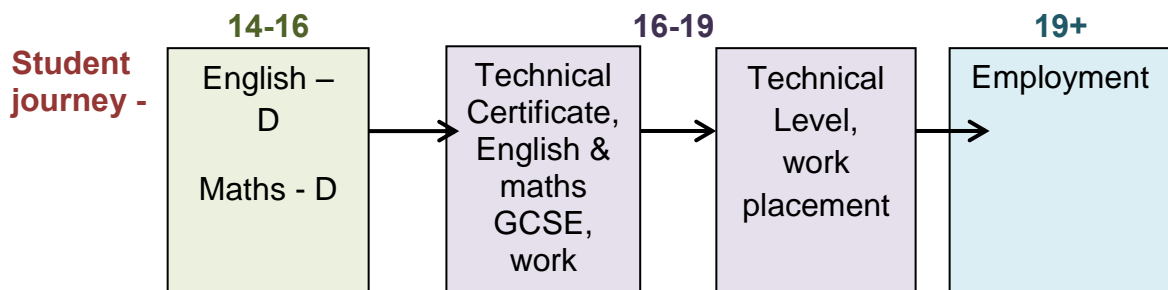 14-16
16-19
19+
Student
journey -
English –
D
Maths - D
Technical
Certificate,
English &
maths
GCSE,
work
Technical
Level,
work
placement
Employment